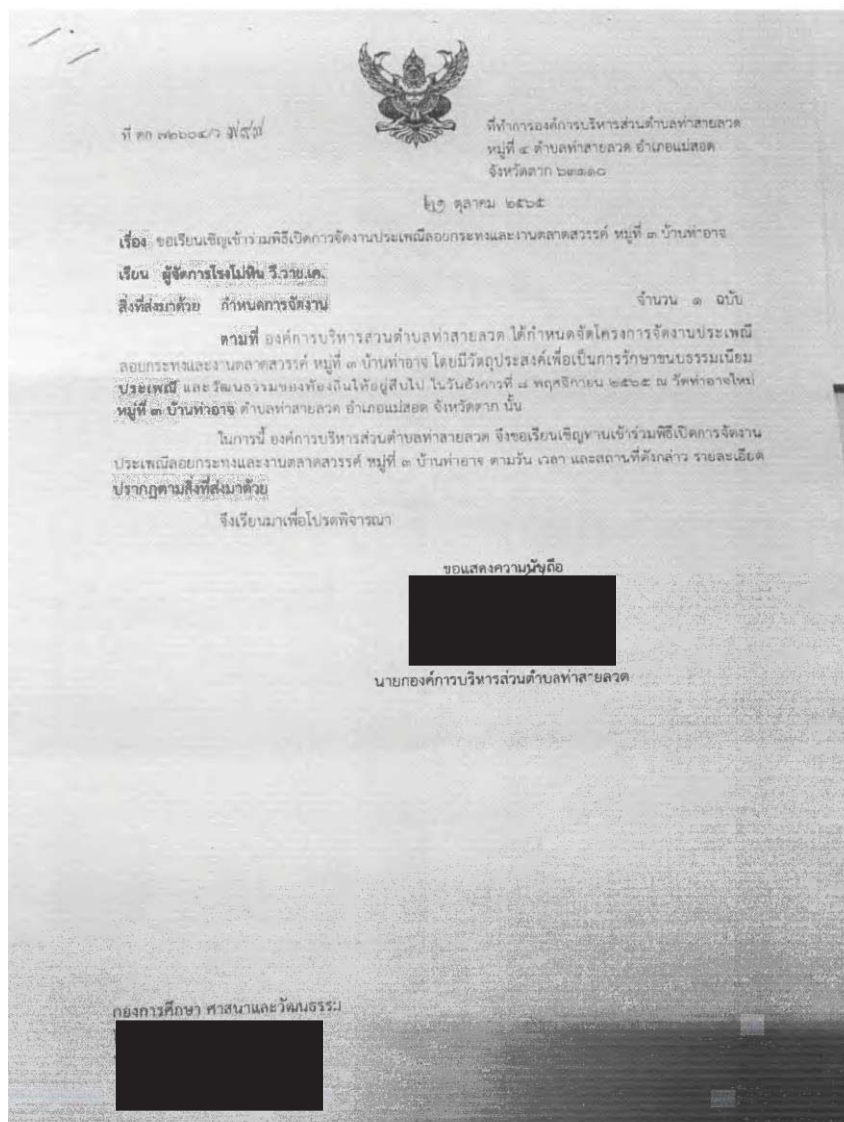 ที่ ตก ๗๒๖๐๔/ว
ที่ทำการองค์การบริหารส่วนตำบลท่าสายลวด
หมู่ที่ ๔ ตำบลท่าสายลวด อำเภอแม่สอด
จังหวัดตาก ๖๓๑๑๐
๒๑ ตุลาคม ๒๕๖๕
เรื่อง ขอเรียนเชิญเข้าร่วมพิธีเปิดการจัดงานประเพณีลอยกระทงและงานตลาดสวรรค์ หมู่ที่ ๓ บ้านท่าอาจ
เรียน ผู้จัดการโรงโม่หิน วี.วาย.เค.
สิ่งที่ส่งมาด้วย กำหนดการจัดงาน จำนวน ๑ ฉบับ
ตามที่ องค์การบริหารส่วนตำบลท่าสายลวด ได้กำหนดจัดโครงการจัดงานประเพณี
ลอยกระทงและงานตลาดสวรรค์ หมู่ที่ ๓ บ้านท่าอาจ โดยมีวัตถุประสงค์เพื่อเป็นการรักษาขนบธรรมเนียม
ประเพณี และวัฒนธรรมของท้องถิ่นให้อยู่สืบไป ในวันอังการที่ ๘ พฤศจิกายน ๒๕๖๕ ณ วัดท่าอาจใหม่
หมู่ที่ ๓ บ้านท่าอาจ ตำบลท่าสายลวด อำเภอแม่สอด จังหวัดตาก นั้น
ในการนี้ องค์การบริหารส่วนตำบลท่าสายลวด จึงขอเรียนเชิญท่านเข้าร่วมพิธีเปิดการจัดงาน
ประเพณีลอยกระทงและงานตลาดสวรรค์ หมู่ที่ ๓ บ้านท่าอาจ ตามวัน เวลา และสถานที่ดังกล่าว รายละเอียด
ปรากฏตามสิ่งที่ส่งมาด้วย
จึงเรียนมาเพื่อโปรดพิจารณา
ขอแสดงความนับถือ
นายกองค์การบริหารส่วนตำบลท่าสายลวด
กองการศึกษา ศาสนาและวัฒนธรรม